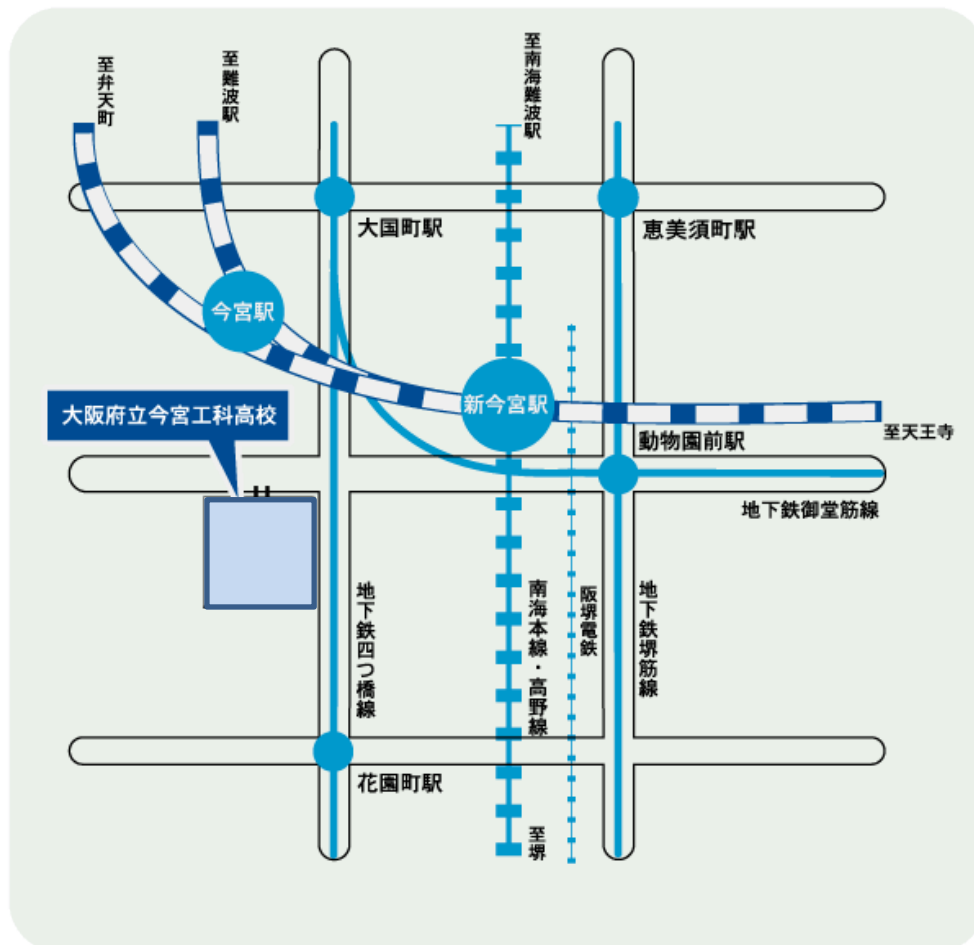 至弁天町
至難波駅
至南海難波駅
大国町駅
恵美須町駅
今宮駅
新今宮駅
大阪府立今宮工科高校
動物園前駅
至天王寺
地下鉄御堂筋線
地下鉄四つ橋線
南海本線・高野線
阪堺電鉄
地下鉄堺筋線
花園町駅
至堺